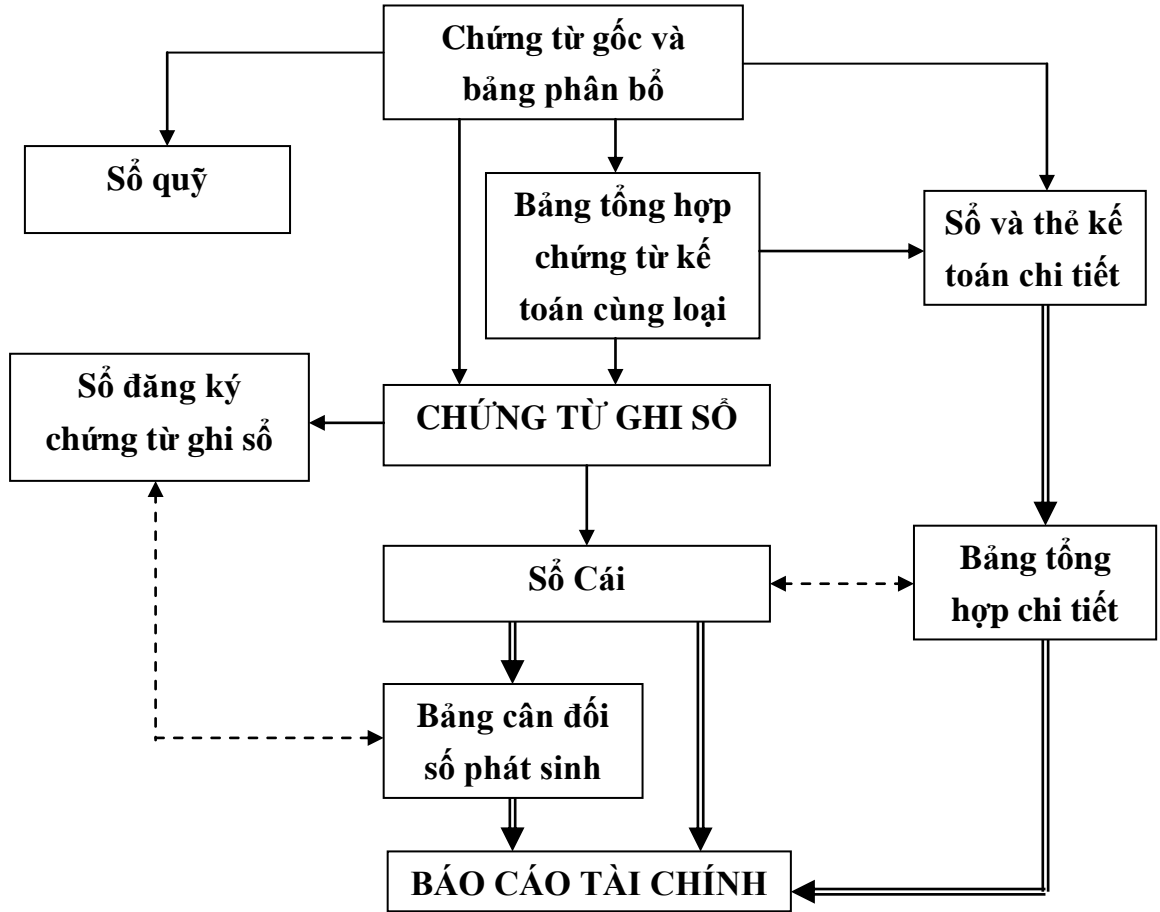 Chứng từ gốc và
bảng phân bổ
Sổ quỹ
Bảng tổng hợp
chứng từ kế
toán cùng loại
Sổ và thẻ kế
toán chi tiết
Sổ đăng ký
chứng từ ghi sổ
CHỨNG TỪ GHI SỔ
Sổ Cái
Bảng tổng
hợp chi tiết
Bảng cân đối
số phát sinh
BÁO CÁO TÀI CHÍNH